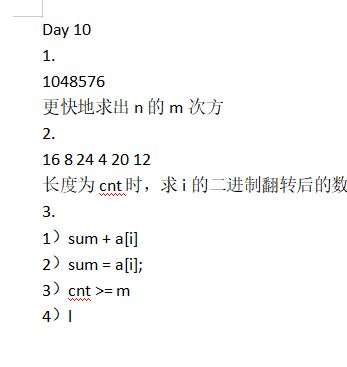 Day 10
1.
1048576
更快地求出 n 的 m 次方
2.
16 8 24 4 20 12
长度为 cnt 时，求 i 的二进制翻转后的数
3.
1）sum + a[i]
2）sum = a[i];
3）cnt >= m
4）l